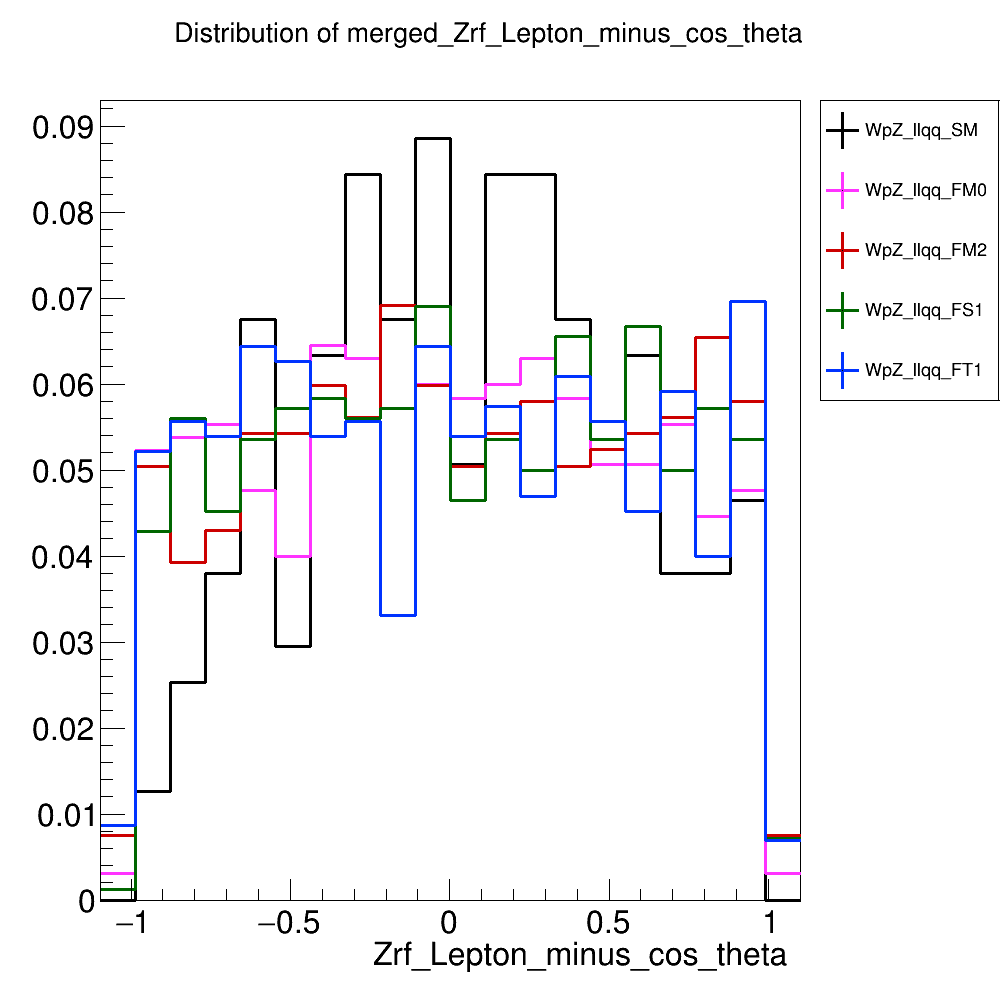 Distribution of merged_Zrf_Lepton_minus_cos_theta
0.09
0.08
0.07
0.06
0.05
0.04
0.03
0.02
0.01
0
−1
−0.5
0
0.5
1
Zrf_Lepton_minus_cos_theta
WpZ_llqq_SM
WpZ_llqq_FM0
WpZ_llqq_FM2
WpZ_llqq_FS1
WpZ_llqq_FT1